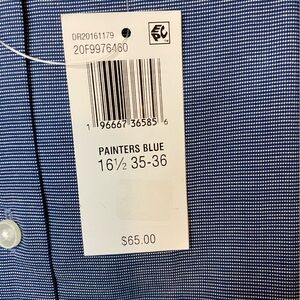 DR20161179
20F9976460
1 96667 36585 6
PAINTERS BLUE
16½ 35-36
$65.00